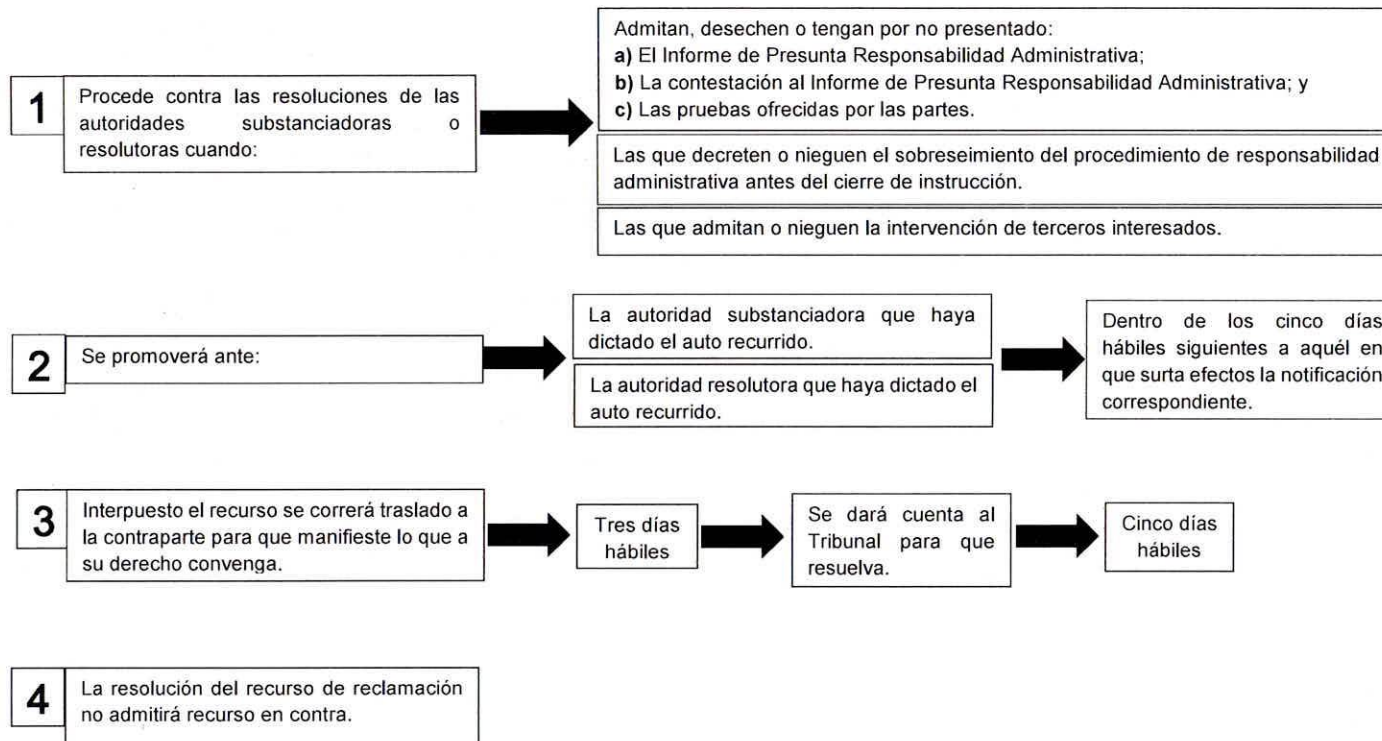 1
Procede contra las resoluciones de las
autoridades substanciadoras o
resolutoras cuando:
Admitan, desechen o tengan por no presentado:
a) El Informe de Presunta Responsabilidad Administrativa;
b) La contestación al Informe de Presunta Responsabilidad Administrativa; y
c) Las pruebas ofrecidas por las partes.
Las que decreten o nieguen el sobreseimiento del procedimiento de responsabilidad
administrativa antes del cierre de instrucción.
Las que admitan o nieguen la intervención de terceros interesados.
2
Se promoverá ante:
La autoridad substanciadora que haya
dictado el auto recurrido.
La autoridad resolutora que haya dictado el
auto recurrido.
Dentro de los cinco días
hábiles siguientes a aquél en
que surta efectos la notificación
correspondiente.
3
Interpuesto el recurso se correrá traslado a
la contraparte para que manifieste lo que a
su derecho convenga.
Tres días
hábiles
Se dará cuenta al
Tribunal para que
resuelva.
Cinco días
hábiles
4
La resolución del recurso de reclamación
no admitirá recurso en contra.